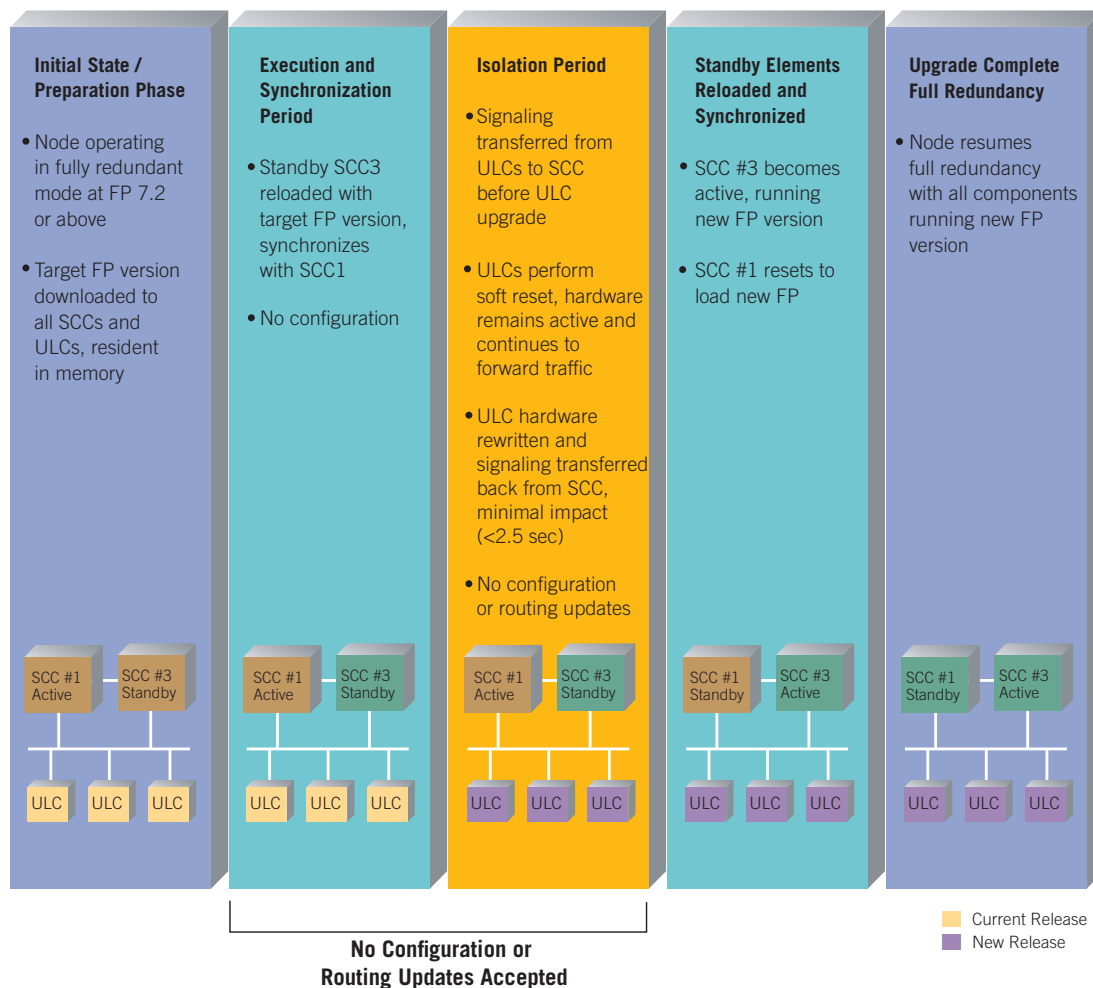 Initial State /
Preparation Phase
• Node operating
in fully redundant
mode at FP 7.2
or above
• Target FP version
downloaded to
all SCCs and
ULCs, resident
in memory
SCC #1
Active
SCC #3
Standby
ULC
ULC
ULC
Execution and
Synchronization
Period
• Standby SCC3
reloaded with
target FP version,
synchronizes
with SCC1
• No configuration
SCC #1
Active
SCC #3
Standby
ULC
ULC
ULC
Isolation Period
• Signaling
transferred from
ULCs to SCC
before ULC
upgrade
• ULCs perform
soft reset, hardware
remains active and
continues to
forward traffic
• ULC hardware
rewritten and
signaling transferred
back from SCC,
minimal impact
(<2.5 sec)
• No configuration
or routing updates
SCC #1
Active
SCC #3
Standby
ULC
ULC
ULC
Standby Elements
Reloaded and
Synchronized
• SCC #3 becomes
active, running
new FP version
• SCC #1 resets to
load new FP
SCC #1
Standby
SCC #3
Active
ULC
ULC
ULC
Upgrade Complete
Full Redundancy
• Node resumes
full redundancy
with all components
running new FP
version
SCC #1
Standby
SCC #3
Active
ULC
ULC
ULC
No Configuration or
Routing Updates Accepted
Current Release
New Release